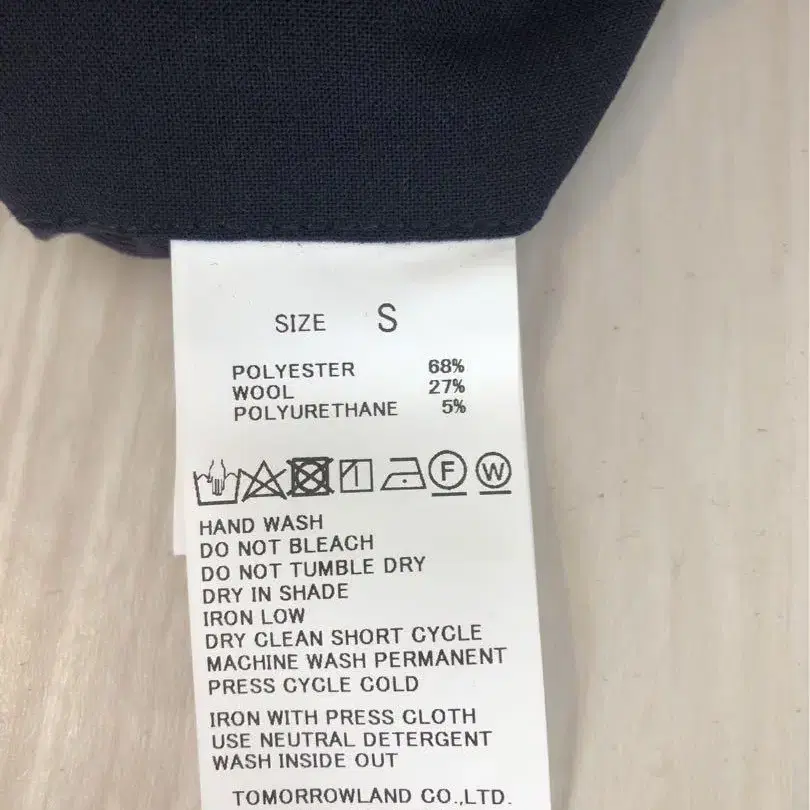 SIZE S
POLYESTER 68%
WOOL 27%
POLYURETHANE 5%
F W
HAND WASH
DO NOT BLEACH
DO NOT TUMBLE DRY
DRY IN SHADE
IRON LOW
DRY CLEAN SHORT CYCLE
MACHINE WASH PERMANENT
PRESS CYCLE COLD
IRON WITH PRESS CLOTH
USE NEUTRAL DETERGENT
WASH INSIDE OUT
TOMORROWLAND CO.,LTD.